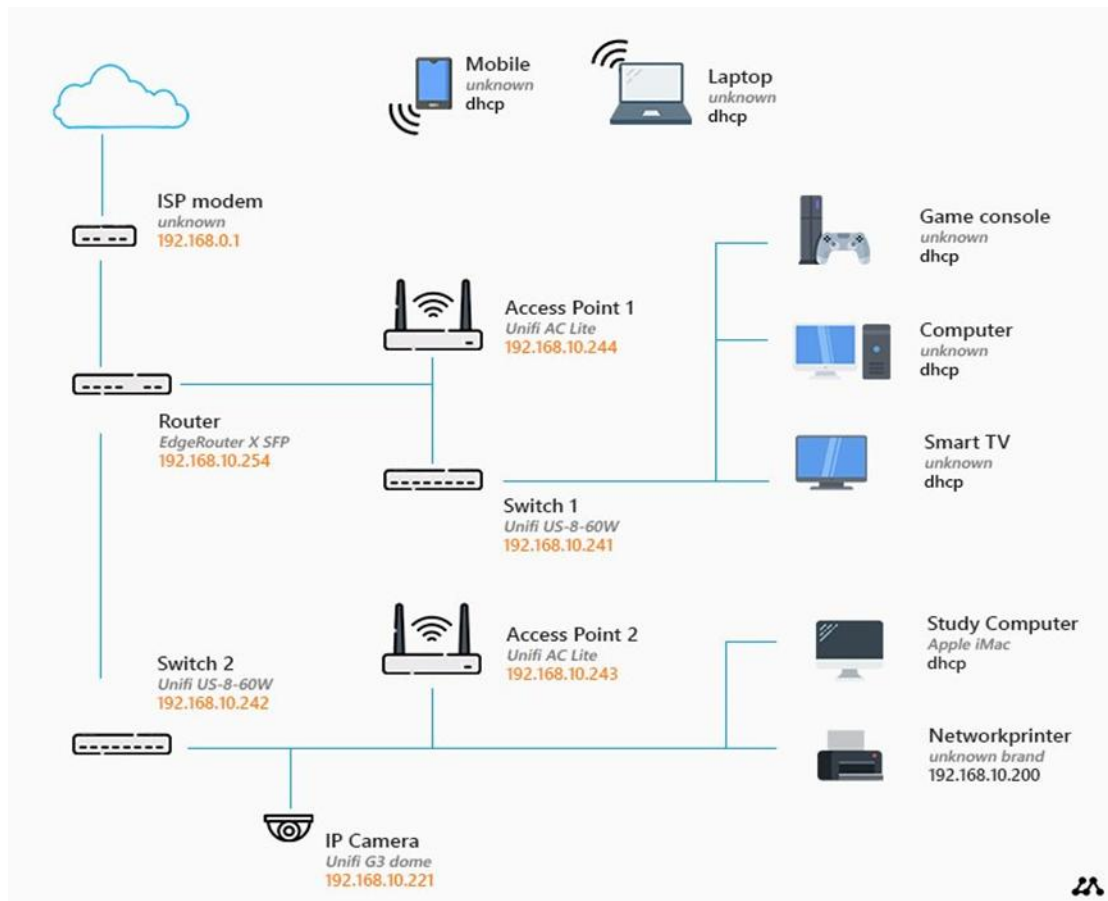 Mobile
unknown
dhcp
Laptop
unknown
dhcp
ISP modem
unknown
192.168.0.1
Game console
unknown
dhcp
Access Point 1
Unifi AC Lite
192.168.10.244
Computer
unknown
dhcp
Router
EdgeRouter X SFP
192.168.10.254
Smart TV
unknown
dhcp
Switch 1
Unifi US-8-60W
192.168.10.241
Study Computer
Apple iMac
dhcp
Access Point 2
Unifi AC Lite
192.168.10.243
Switch 2
Unifi US-8-60W
192.168.10.242
Networkprinter
unknown brand
192.168.10.200
IP Camera
Unifi G3 dome
192.168.10.221